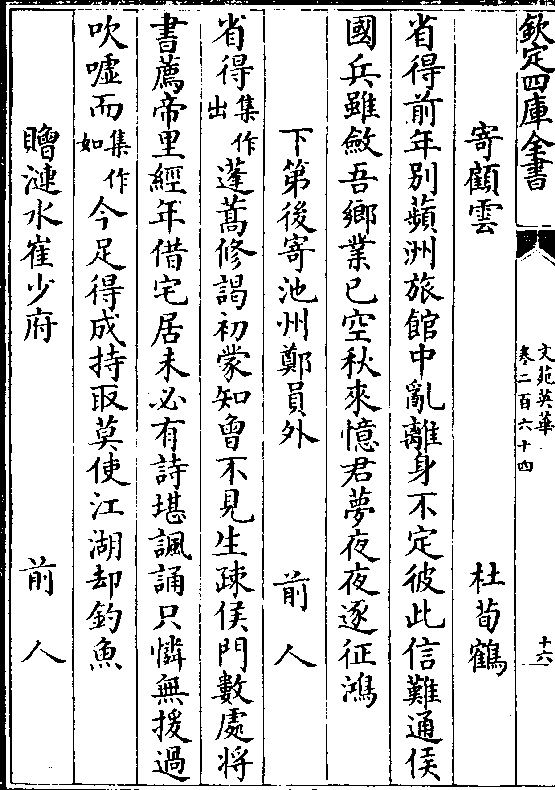 欽定四庫全書
文苑英華
卷二百六十四
十六
寄顧雲 杜荀鶴
省得前年別蘋洲旅館中亂離身不定彼此信難通侯
國兵雖斂吾鄉業已空秋來憶君夢夜夜逐征鴻
下第後寄池州鄭員外 前人
省得集作出蓬蒿修謁初蒙知曾不見生疎侯門數處將
書薦帝里經年借宅居未必有詩堪諷誦只憐無援過
吹噓而集作如今足得成持取莫使江湖却釣魚
贈漣水崔少府 前人